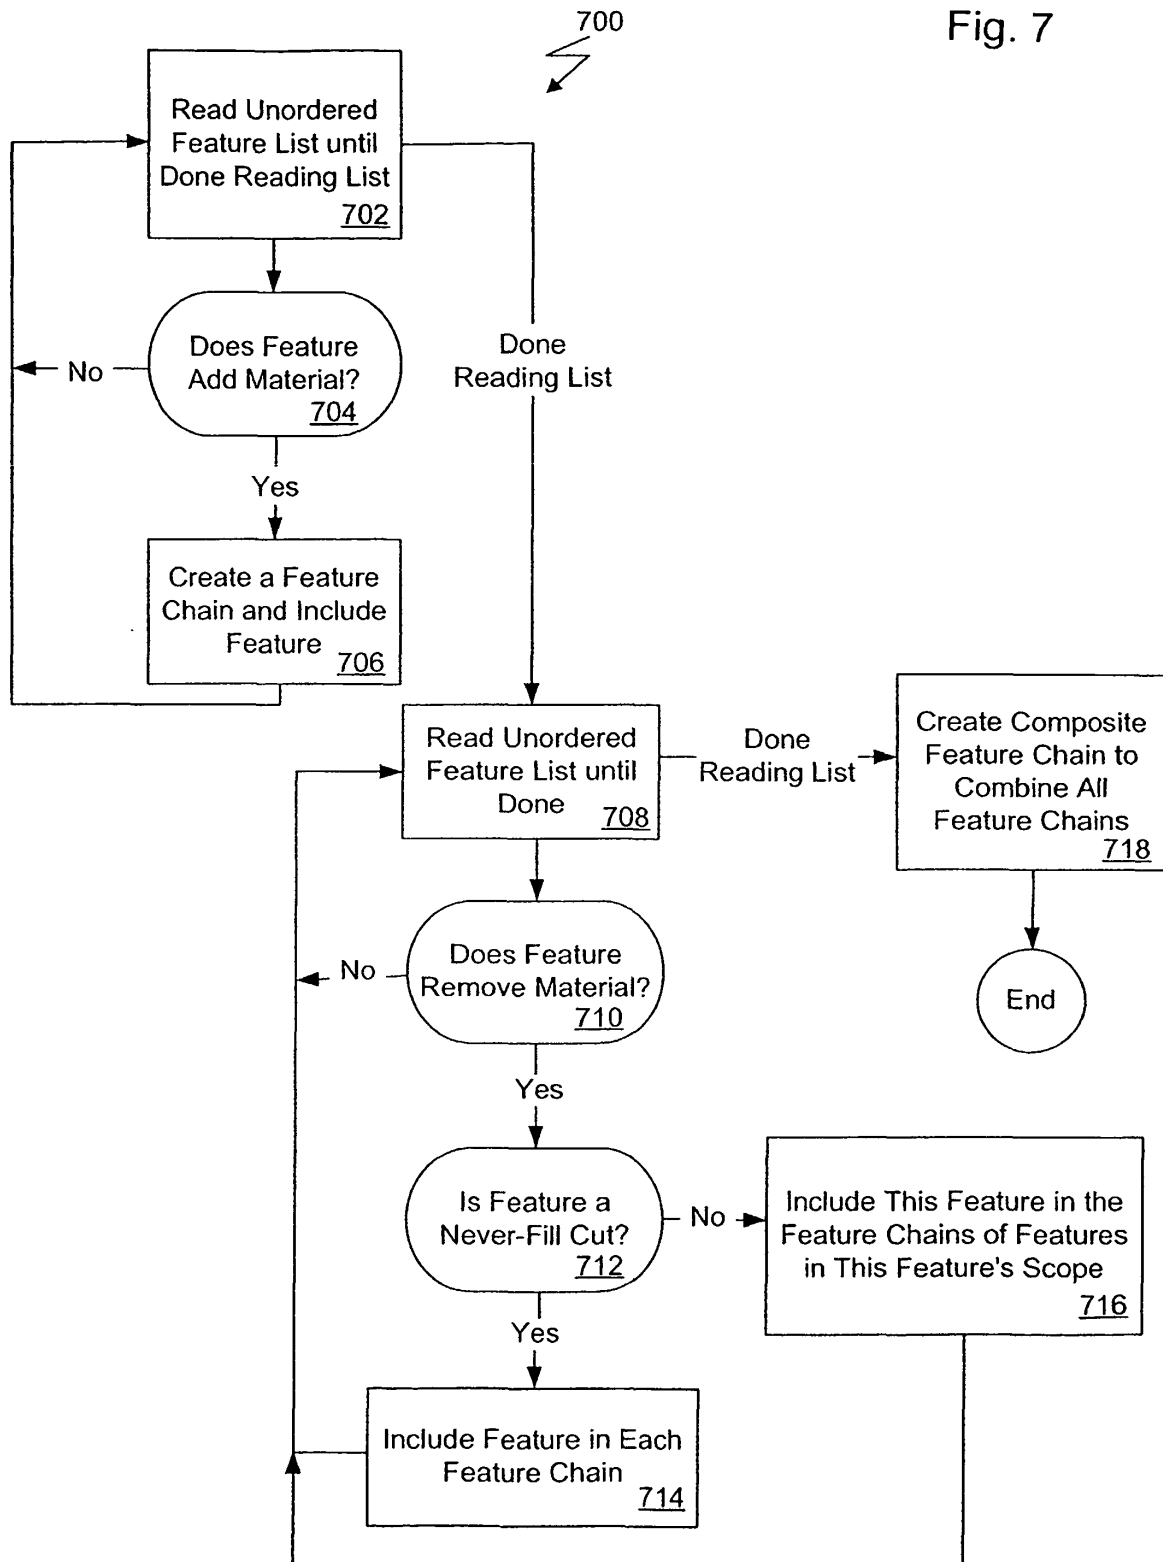 700
Fig. 7
Read Unordered
Feature List until
Done Reading List
702
Does Feature
Add Material?
704
No
Done
Reading List
Yes
Create a Feature
Chain and Include
Feature
706
Read Unordered
Feature List until
Done
708
Done
Reading List
Create Composite
Feature Chain to
Combine All
Feature Chains
718
Does Feature
Remove Material?
710
No
End
Yes
Is Feature a
Never-Fill Cut?
712
No
Include This Feature in the
Feature Chains of Features
in This Feature's Scope
716
Yes
Include Feature in Each
Feature Chain
714